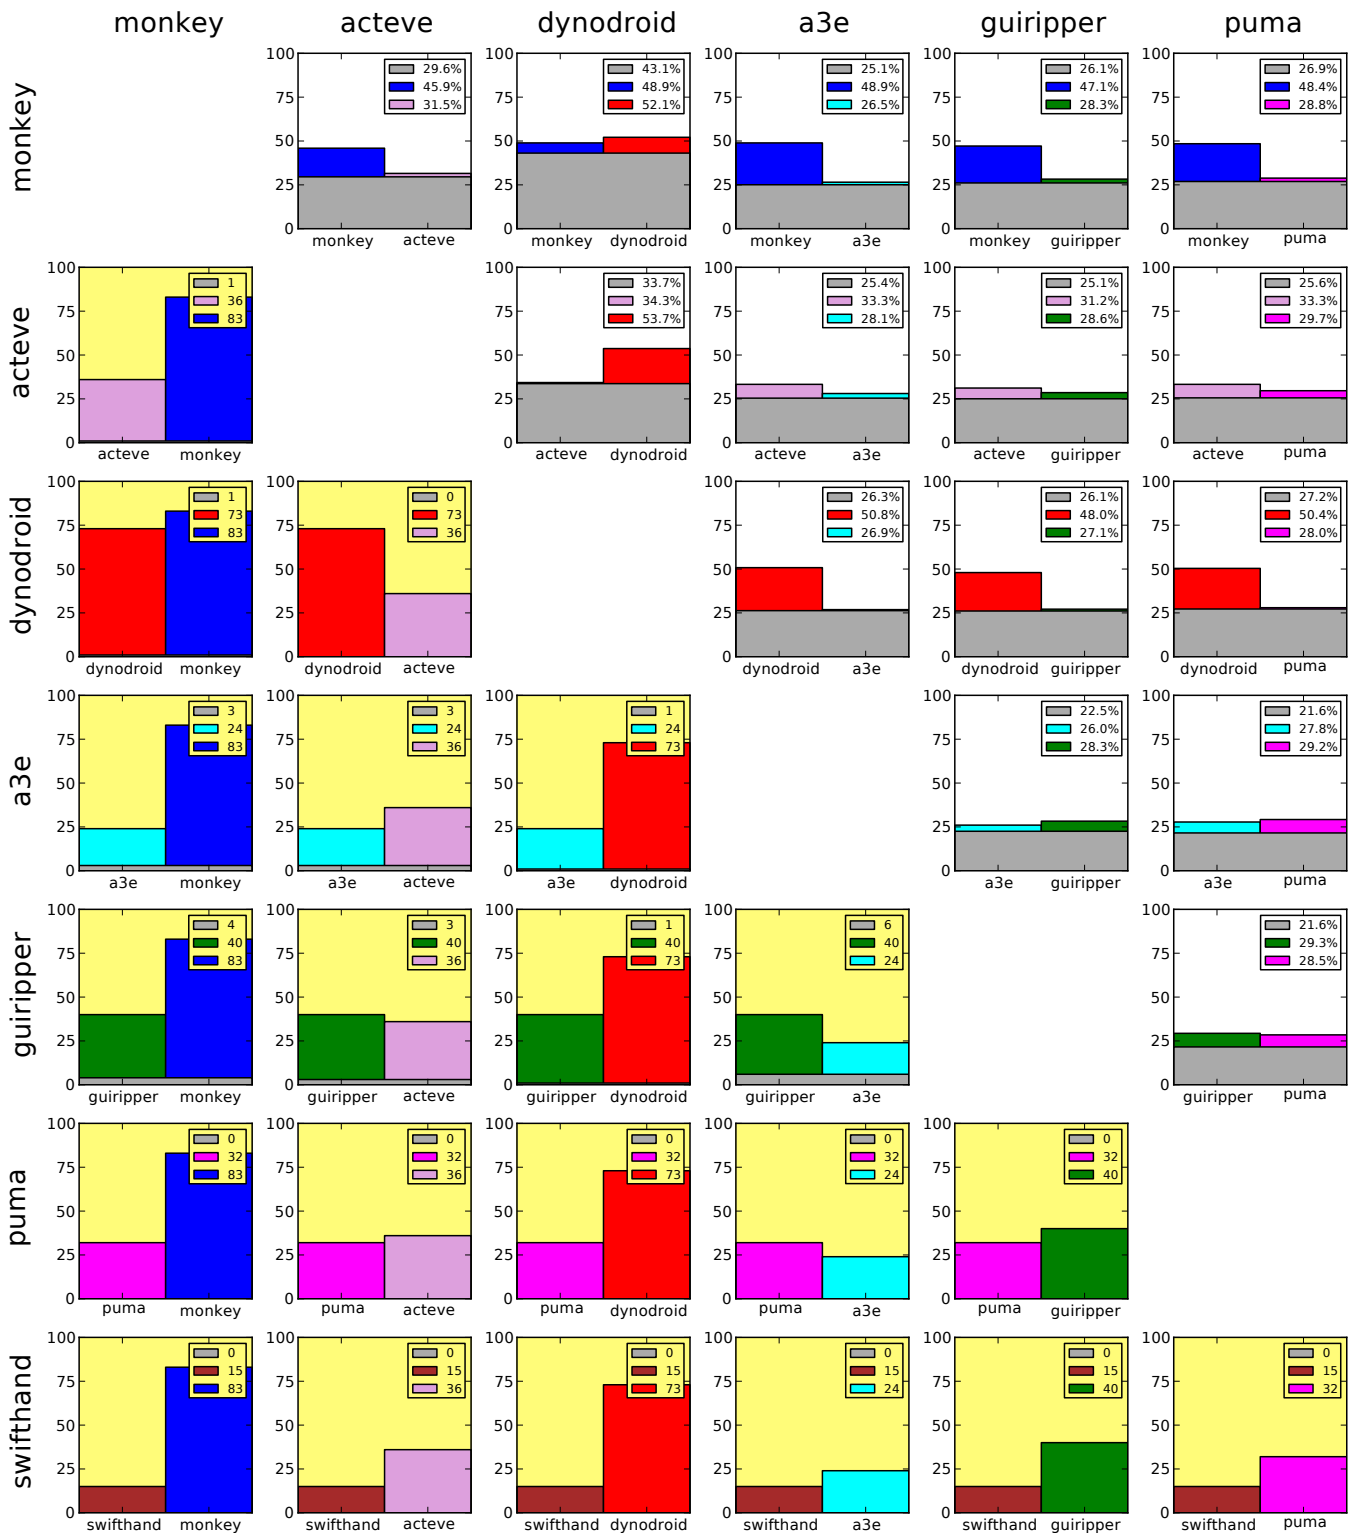 monkey acteve dynodroid a3e guiripper puma
monkey
100 75 50 25 0
29.6%
45.9%
31.5%
monkey acteve
100 75 50 25 0
43.1%
48.9%
52.1%
monkey dynodroid
100 75 50 25 0
25.1%
48.9%
26.5%
monkey a3e
100 75 50 25 0
26.1%
47.1%
28.3%
monkey guiripper
100 75 50 25 0
26.9%
48.4%
28.8%
monkey puma
acteve
100 75 50 25 0
1
36
83
acteve monkey
100 75 50 25 0
33.7%
34.3%
53.7%
acteve dynodroid
100 75 50 25 0
25.4%
33.3%
28.1%
acteve a3e
100 75 50 25 0
25.1%
31.2%
28.6%
acteve guiripper
100 75 50 25 0
25.6%
33.3%
29.7%
acteve puma
dynodroid
100 75 50 25 0
1
73
83
dynodroid monkey
100 75 50 25 0
0
73
36
dynodroid acteve
100 75 50 25 0
26.3%
50.8%
26.9%
dynodroid a3e
100 75 50 25 0
26.1%
48.0%
27.1%
dynodroid guiripper
100 75 50 25 0
27.2%
50.4%
28.0%
dynodroid puma
a3e
100 75 50 25 0
3
24
83
a3e monkey
100 75 50 25 0
3
24
36
a3e acteve
100 75 50 25 0
1
24
73
a3e dynodroid
100 75 50 25 0
22.5%
26.0%
28.3%
a3e guiripper
100 75 50 25 0
21.6%
27.8%
29.2%
a3e puma
guiripper
100 75 50 25 0
4
40
83
guiripper monkey
100 75 50 25 0
3
40
36
guiripper acteve
100 75 50 25 0
1
40
73
guiripper dynodroid
100 75 50 25 0
6
40
24
guiripper a3e
100 75 50 25 0
21.6%
29.3%
28.5%
guiripper puma
puma
100 75 50 25 0
0
32
83
puma monkey
100 75 50 25 0
0
32
36
puma acteve
100 75 50 25 0
0
32
73
puma dynodroid
100 75 50 25 0
0
32
24
puma a3e
100 75 50 25 0
0
32
40
puma guiripper
swifthand
100 75 50 25 0
0
15
83
swifthand monkey
100 75 50 25 0
0
15
36
swifthand acteve
100 75 50 25 0
0
15
73
swifthand dynodroid
100 75 50 25 0
0
15
24
swifthand a3e
100 75 50 25 0
0
15
40
swifthand guiripper
100 75 50 25 0
0
15
32
swifthand puma